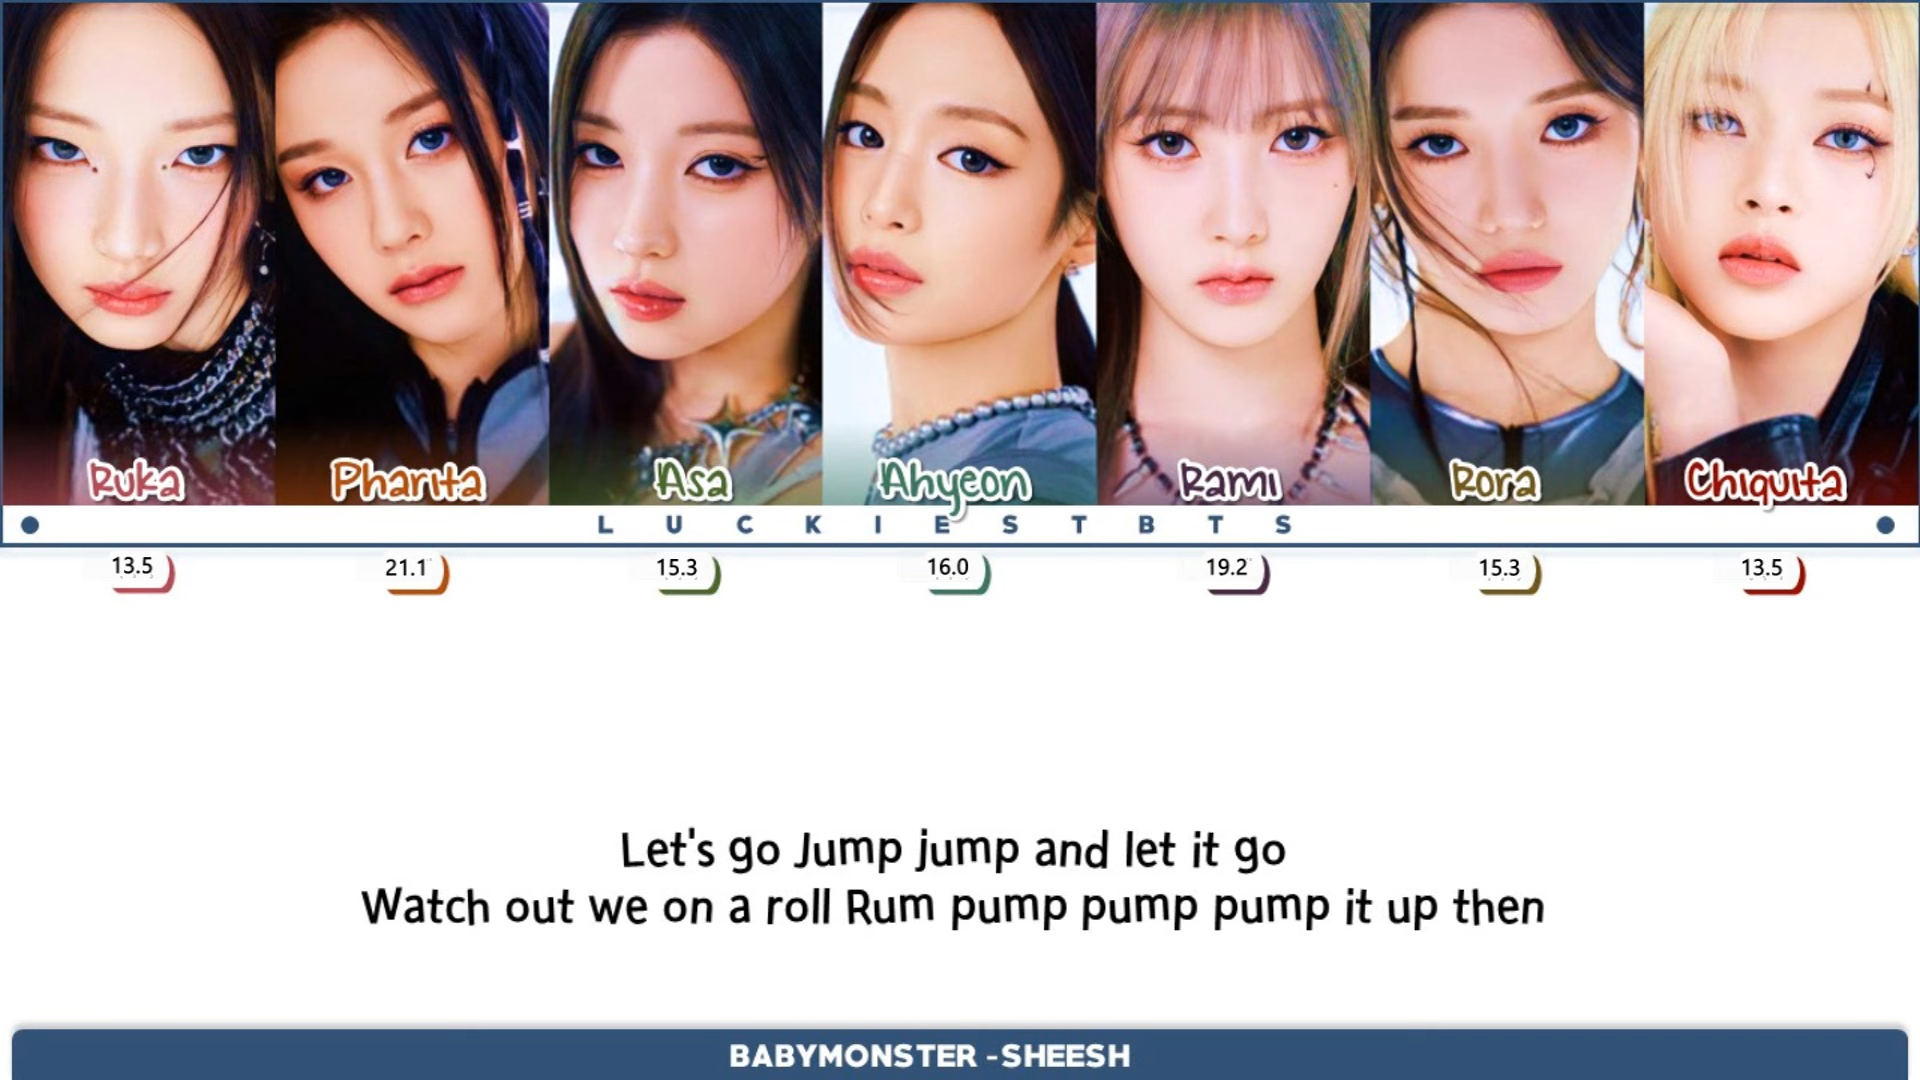 Ruka Pharita Asa Ahyeon Rami Rora Chiquita
LUCKIESTBTS
13.5 21.1 15.3 16.0 19.2 15.3 13.5
Let's go Jump jump and let it go
Watch out we on a roll Rum pump pump pump it up then
BABYMONSTER -SHEESH